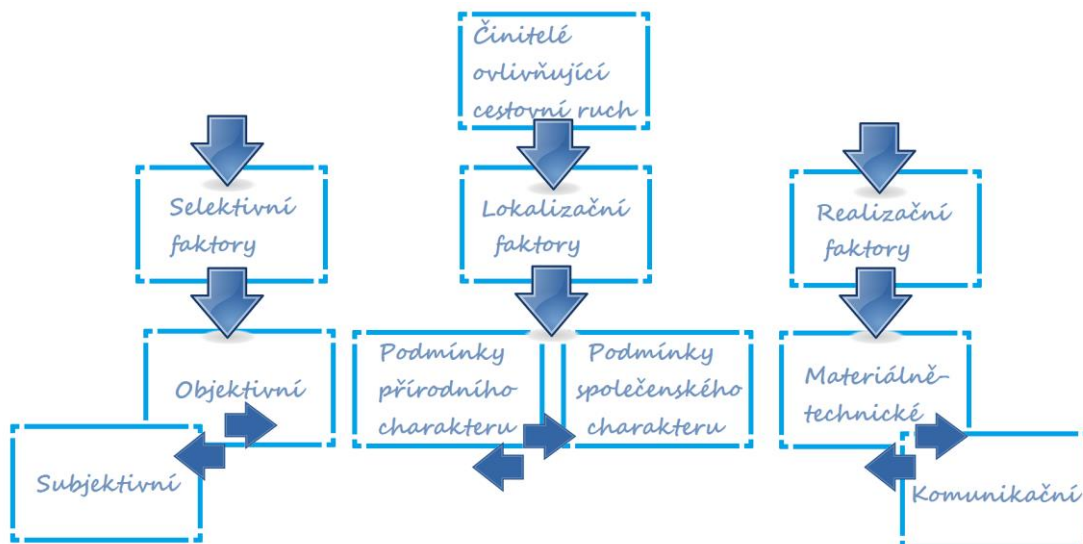 Činitelé
ovlivňující
cestovní ruch
Selektivní
faktory
Lokalizační
faktory
Realizační
faktory
Objektivní
Podmínky
přírodního
charakteru
Podmínky
společenského
charakteru
Materiálně-
technické
Subjektivní
Komunikační